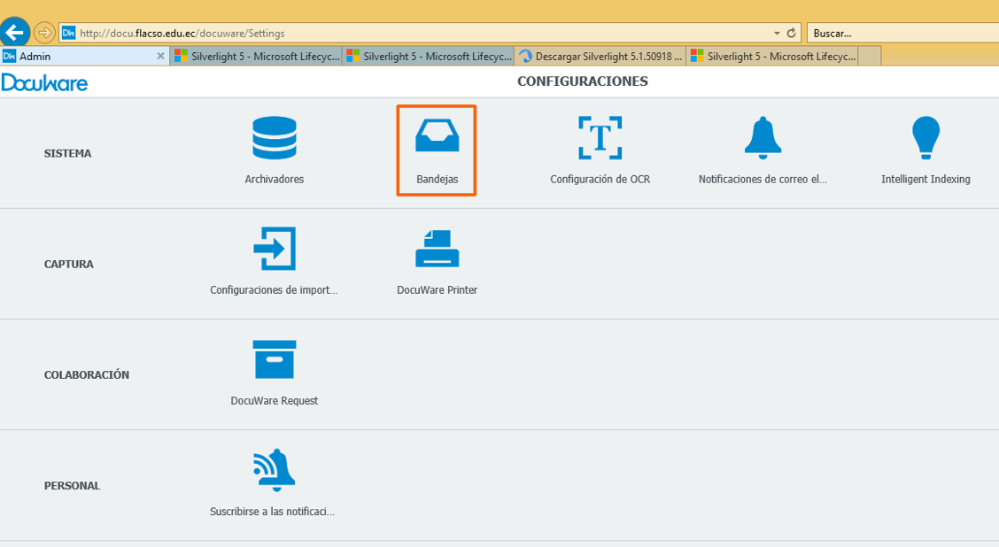 http://docu.flacso.edu.ec/docuware/Settings
Buscar...
Dw Admin
Silverlight 5 - Microsoft Lifecyc...
Silverlight 5 - Microsoft Lifecyc...
Descargar Silverlight 5.1.50918 ...
Silverlight 5 - Microsoft Lifecyc...
DocuWare
CONFIGURACIONES
SISTEMA
Archivadores
Bandejas
T
Configuración de OCR
Notificaciones de correo el...
Intelligent Indexing
CAPTURA
Configuraciones de import...
DocuWare Printer
COLABORACIÓN
DocuWare Request
PERSONAL
Suscribirse a las notificaci...